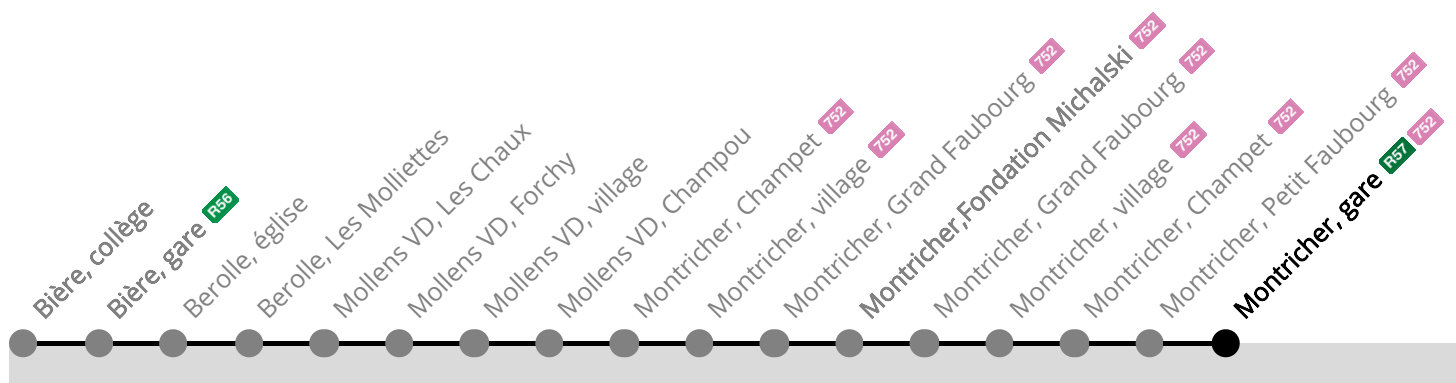 Bière, collège
Bière, gare R56
Berolle, église
Berolle, Les Molliettes
Mollens VD, Les Chaux
Mollens VD, Forchy
Mollens VD, village
Mollens VD, Champou
Montricher, Champet 752
Montricher, village 752
Montricher, Grand Faubourg 752
Montricher,Fondation Michalski 752
Montricher, Grand Faubourg 752
Montricher, village 752
Montricher, Champet 752
Montricher, Petit Faubourg 752
Montricher, gare R57 752